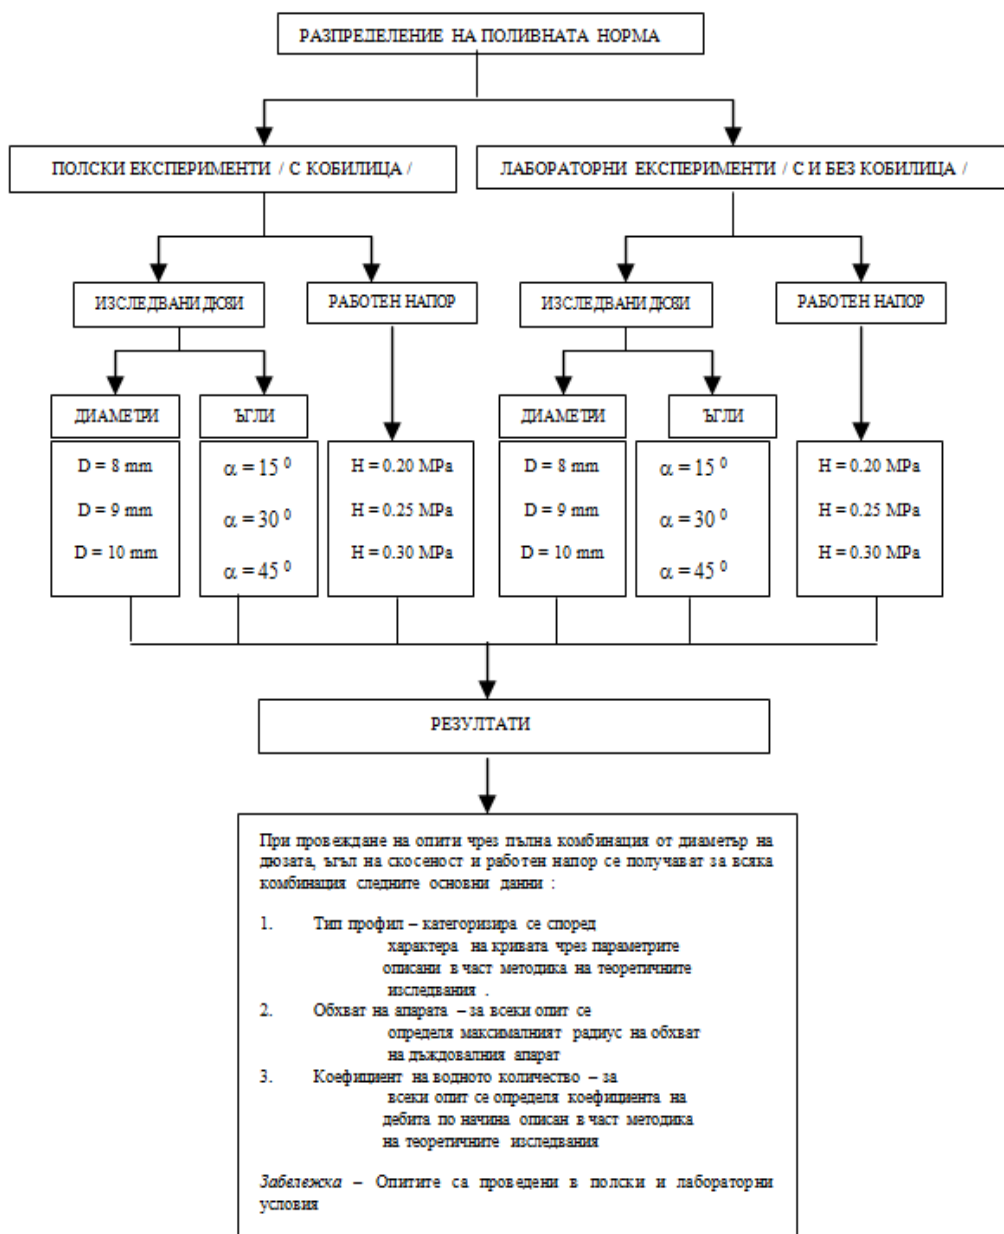 РАЗПРЕДЕЛЕНИЕ НА ПОЛИВНАТА НОРМА
ПОЛСКИ ЕКСПЕРИМЕНТИ / С КОБИЛИЦА /
ЛАБОРАТОРНИ ЕКСПЕРИМЕНТИ / С И БЕЗ КОБИЛИЦА /
ИЗСЛЕДВАНИ ДЮЗИ
РАБОТЕН НАПОР
ИЗСЛЕДВАНИ ДЮЗИ
РАБОТЕН НАПОР
ДИАМЕТРИ
ЪГЛИ
ДИАМЕТРИ
ЪГЛИ
D = 8 mm
D = 9 mm
D = 10 mm
α = 15 ⁰
α = 30 ⁰
α = 45 ⁰
H = 0.20 MPa
H = 0.25 MPa
H = 0.30 MPa
D = 8 mm
D = 9 mm
D = 10 mm
α = 15 ⁰
α = 30 ⁰
α = 45 ⁰
H = 0.20 MPa
H = 0.25 MPa
H = 0.30 MPa
РЕЗУЛТАТИ
При провеждане на опити чрез пълна комбинация от диаметър на
дюзата, ъгъл на скосеност и работен напор се получават за всяка
комбинация следните основни данни :
1. Тип профил – категоризира се според
характера на кривата чрез параметрите
описани в част методика на теоретичните
изследвания .
2. Обхват на апарата – за всеки опит се
определя максималният радиус на обхват
на дъждовалния апарат
3. Коефициент на водното количество – за
всеки опит се определя коефициента на
дебита по начина описан в част методика
на теоретичните изследвания
Забележка – Опитите са проведени в полски и лабораторни
условия